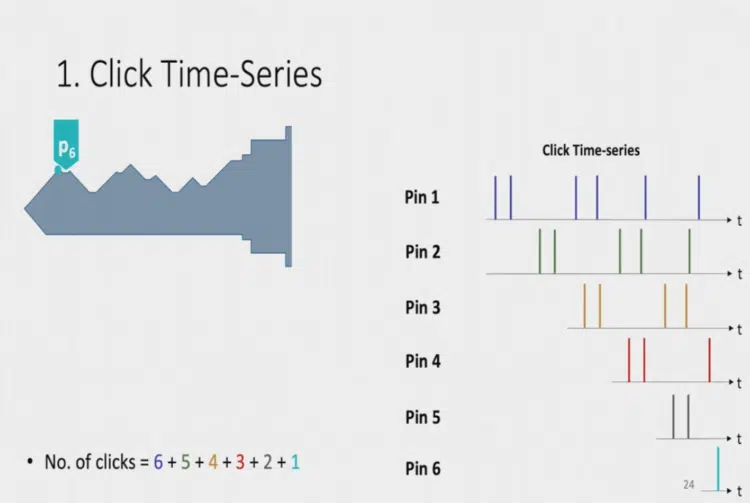 1. Click Time-Series
p6
Click Time-series
Pin 1
t
Pin 2
t
Pin 3
t
Pin 4
t
Pin 5
t
Pin 6
t
• No. of clicks = 6 + 5 + 4 + 3 + 2 + 1
24